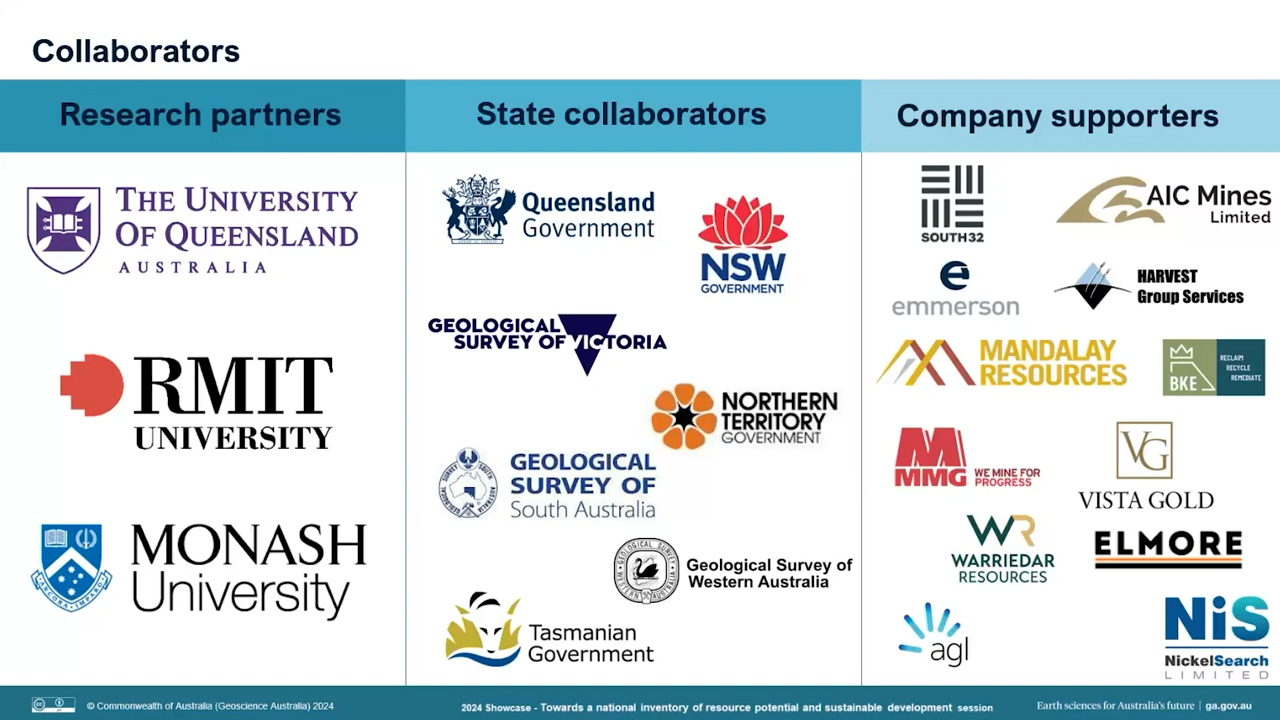 Collaborators
Research partners
State collaborators
Company supporters
THE UNIVERSITY
OF QUEENSLAND
AUSTRALIA
RMIT
UNIVERSITY
MONASH
University
ANCORA IMPARO
Queensland
Government
NSW
GOVERNMENT
GEOLOGICAL
SURVEY OF VICTORIA
NORTHERN
TERRITORY
GOVERNMENT
GEOLOGICAL
SURVEY OF
South Australia
Geological Survey of
Western Australia
Tasmanian
Government
SOUTH32
AIC Mines
Limited
emmerson
HARVEST
Group Services
MANDALAY
RESOURCES
BKE
RECLAIM
RECYCLE
REMEDIATE
MMG
WE MINE FOR
PROGRESS
VG
VISTA GOLD
WR
WARRIEDAR
RESOURCES
ELMORE
agl
NiS
NickelSearch
LIMITED
© Commonwealth of Australia (Geoscience Australia) 2024
2024 Showcase - Towards a national inventory of resource potential and sustainable development session
Earth sciences for Australia's future | ga.gov.au